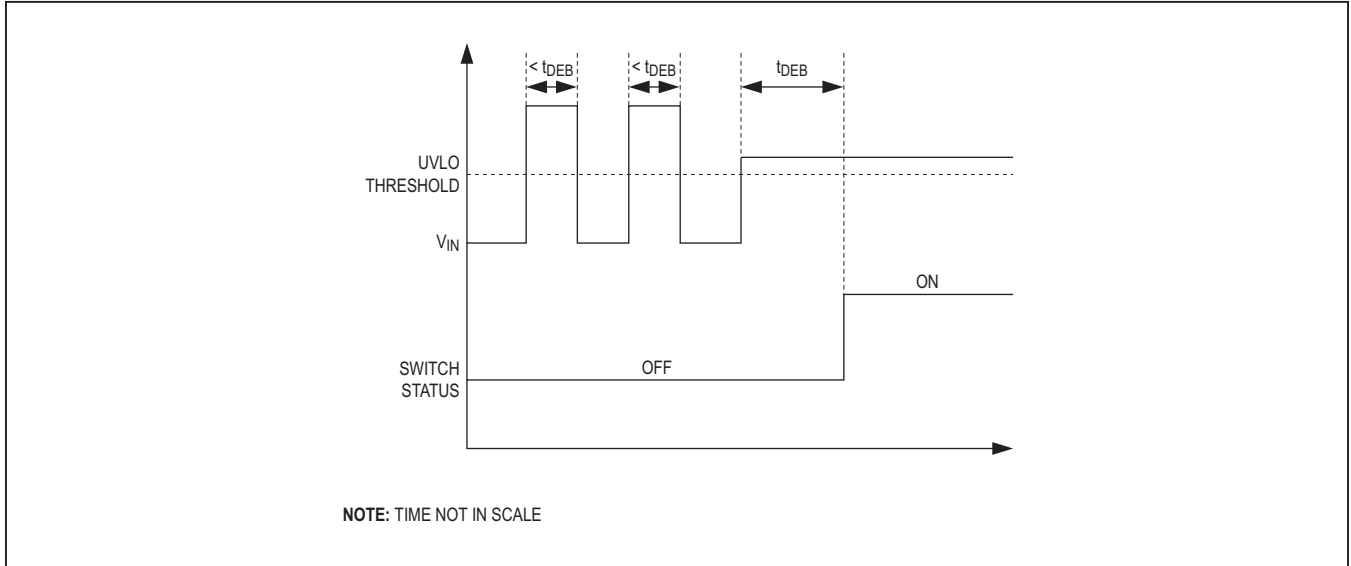 < tDEB
< tDEB
tDEB
UVLO
THRESHOLD
VIN
ON
SWITCH
STATUS
OFF
NOTE: TIME NOT IN SCALE